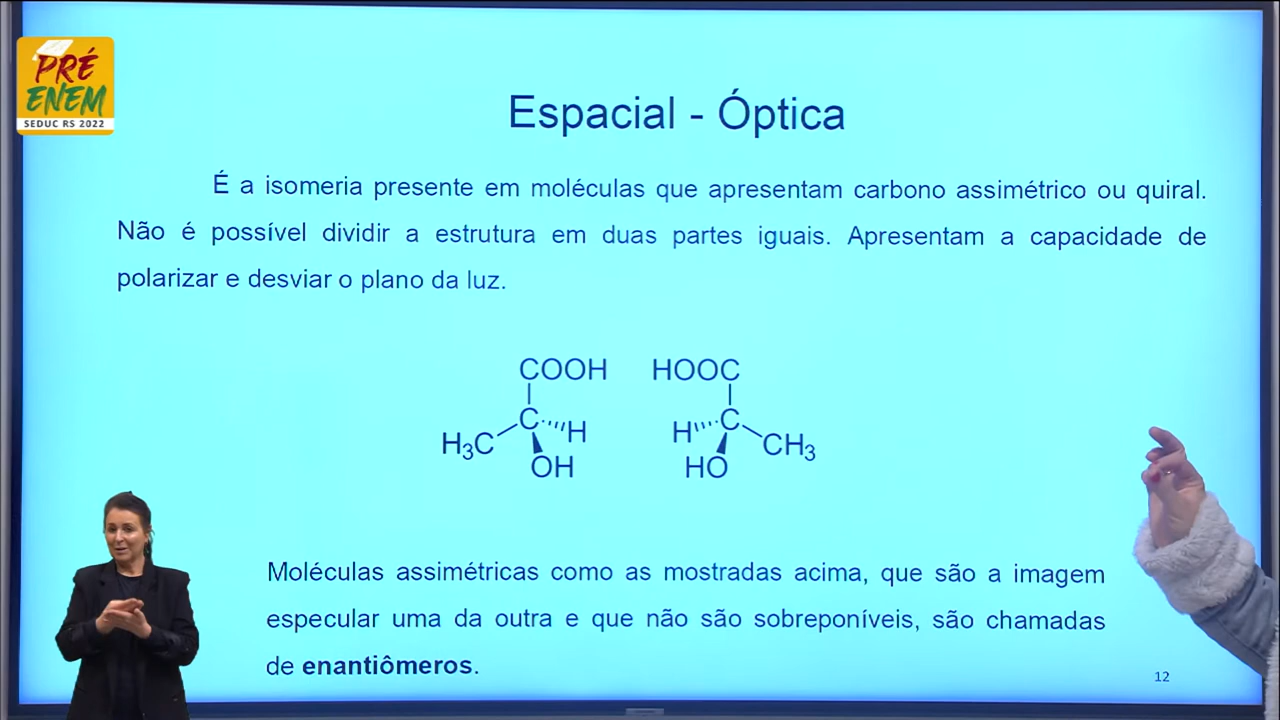 PRÉ
ENEM
SEDUC RS 2022
Espacial - Óptica
É a isomeria presente em moléculas que apresentam carbono assimétrico ou quiral.
Não é possível dividir a estrutura em duas partes iguais. Apresentam a capacidade de
polarizar e desviar o plano da luz.
COOH HOOC
C H H C
H₃C CH₃
OH HO
Moléculas assimétricas como as mostradas acima, que são a imagem
especular uma da outra e que não são sobreponíveis, são chamadas
de enantiômeros.
12